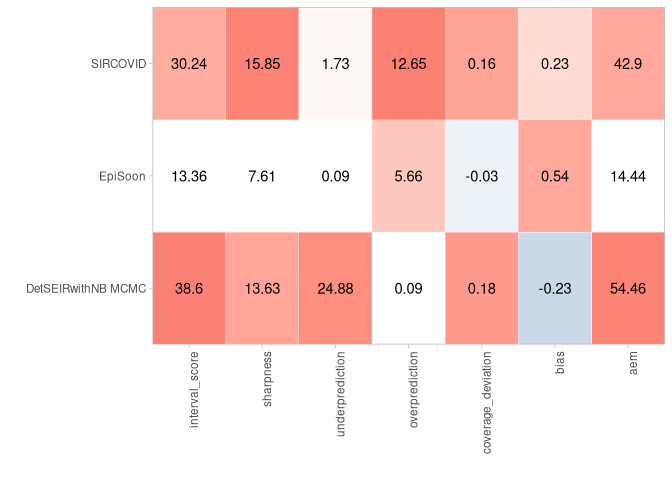 SIRCOVID 30.24 15.85 1.73 12.65 0.16 0.23 42.9
EpiSoon 13.36 7.61 0.09 5.66 -0.03 0.54 14.44
DetSEIRwithNB MCMC 38.6 13.63 24.88 0.09 0.18 -0.23 54.46
interval_score
sharpness
underprediction
overprediction
coverage_deviation
bias
aem